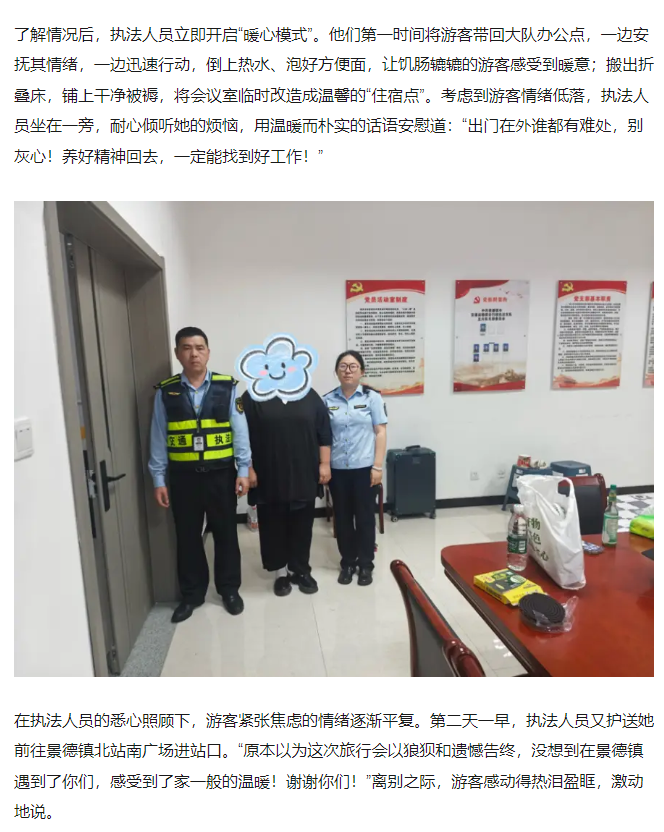 了解情况后，执法人员立即开启“暖心模式”。他们第一时间将游客带回大队办公点，一边安
抚其情绪，一边迅速行动，倒上热水、泡好方便面，让饥肠辘辘的游客感受到暖意；搬出折
叠床，铺上干净被褥，将会议室临时改造成温馨的“住宿点”。考虑到游客情绪低落，执法人
员坐在一旁，耐心倾听她的烦恼，用温暖而朴实的话语安慰道：“出门在外谁都有难处，别
灰心！养好精神回去，一定能找到好工作！”
党员活动室制度
党支部基本制度
交通 执法
在执法人员的悉心照顾下，游客紧张焦虑的情绪逐渐平复。第二天一早，执法人员又护送她
前往景德镇北站南广场进站口。“原本以为这次旅行会以狼狈和遗憾告终，没想到在景德镇
遇到了你们，感受到了家一般的温暖！谢谢你们！”离别之际，游客感动得热泪盈眶，激动
地说。